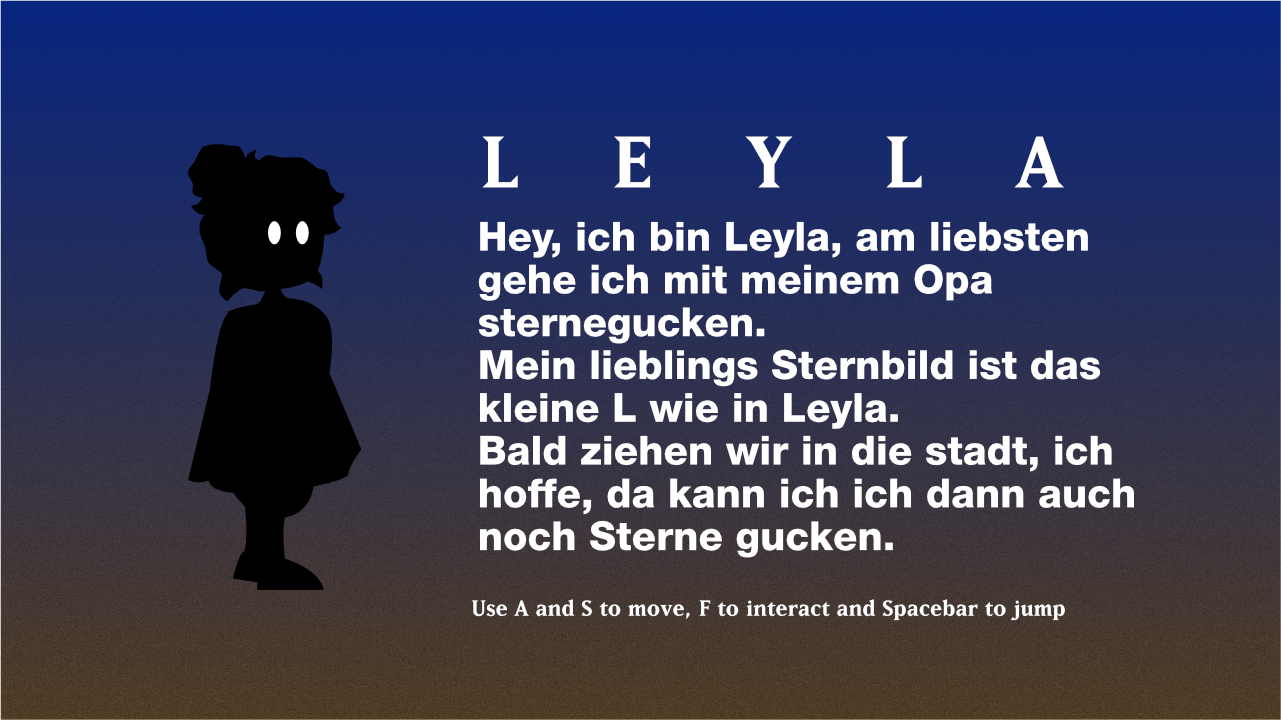 LEYLA
Hey, ich bin Leyla, am liebsten
gehe ich mit meinem Opa
sternegucken.
Mein lieblings Sternbild ist das
kleine L wie in Leyla.
Bald ziehen wir in die stadt, ich
hoffe, da kann ich ich dann auch
noch Sterne gucken.
Use A and S to move, F to interact and Spacebar to jump